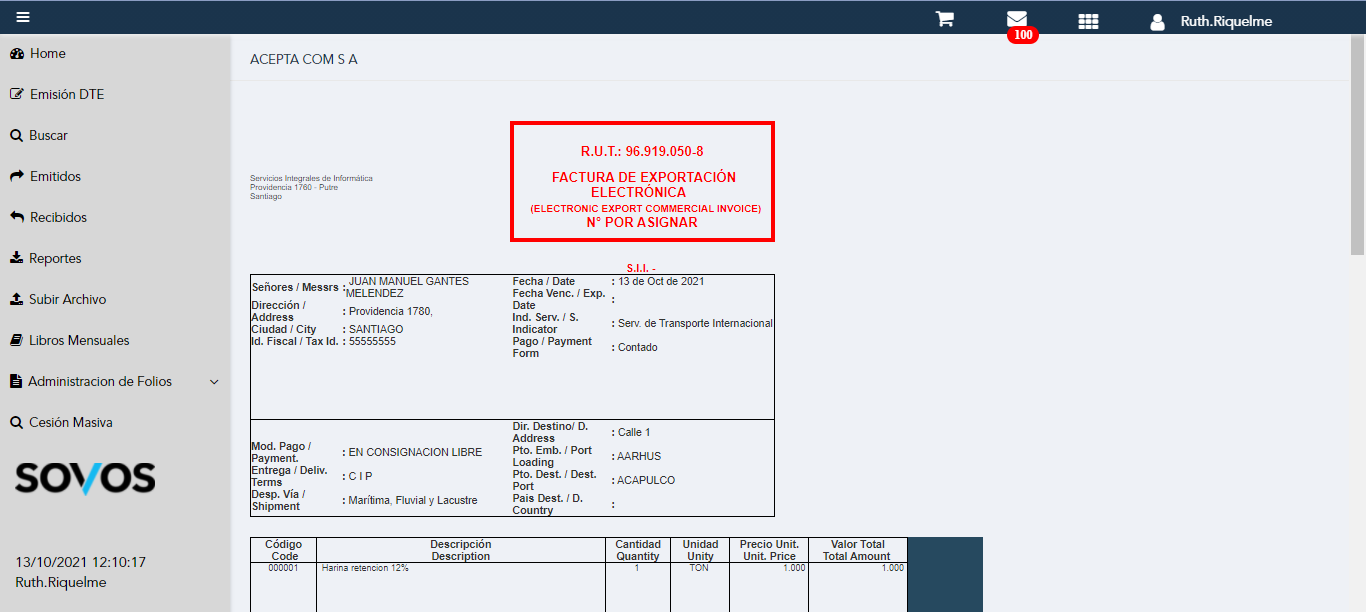 Ruth.Riquelme
100
Home
Emisión DTE
Buscar
Emitidos
Recibidos
Reportes
Subir Archivo
Libros Mensuales
Administracion de Folios
Cesión Masiva
SOVOS
13/10/2021 12:10:17
Ruth.Riquelme
ACEPTA COM S A
Servicios Integrales de Informática
Providencia 1760 - Putre
Santiago
R.U.T.: 96.919.050-8
FACTURA DE EXPORTACIÓN
ELECTRÓNICA
(ELECTRONIC EXPORT COMMERCIAL INVOICE)
N° POR ASIGNAR
S.I.I. -
Señores / Messrs : JUAN MANUEL GANTES
MELENDEZ
Dirección /
Address : Providencia 1780,
Ciudad / City : SANTIAGO
Id. Fiscal / Tax Id. : 55555555
Fecha / Date : 13 de Oct de 2021
Fecha Venc. / Exp.
Date :
Ind. Serv. / S.
Indicator : Serv. de Transporte Internacional
Pago / Payment
Form : Contado
Mod. Pago /
Payment. : EN CONSIGNACION LIBRE
Entrega / Deliv.
Terms : C I P
Desp. Vía /
Shipment : Marítima, Fluvial y Lacustre
Dir. Destino/ D.
Address : Calle 1
Pto. Emb. / Port
Loading : AARHUS
Pto. Dest. / Dest.
Port : ACAPULCO
Pais Dest. / D.
Country :
Código Descripción Cantidad Unidad Precio Unit. Valor Total
Code Description Quantity Unity Unit. Price Total Amount
000001 Harina retencion 12% 1 TON 1.000 1.000